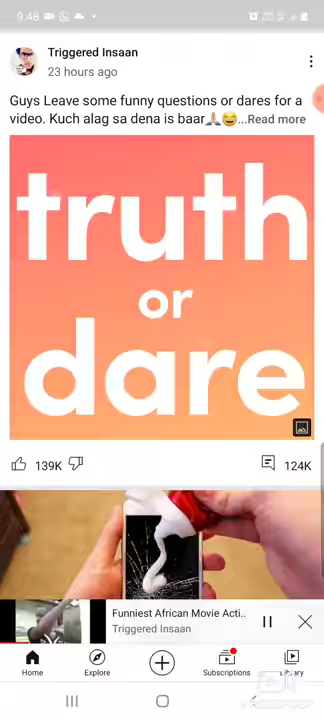 9.48
Triggered Insaan
23 hours ago
Guys Leave some funny questions or dares for a
video. Kuch alag sa dena is baar🙏🏻😂...Read more
truth
or
dare
139K
124K
Funniest African Movie Acti..
Triggered Insaan
Home
Explore
Subscriptions
Library